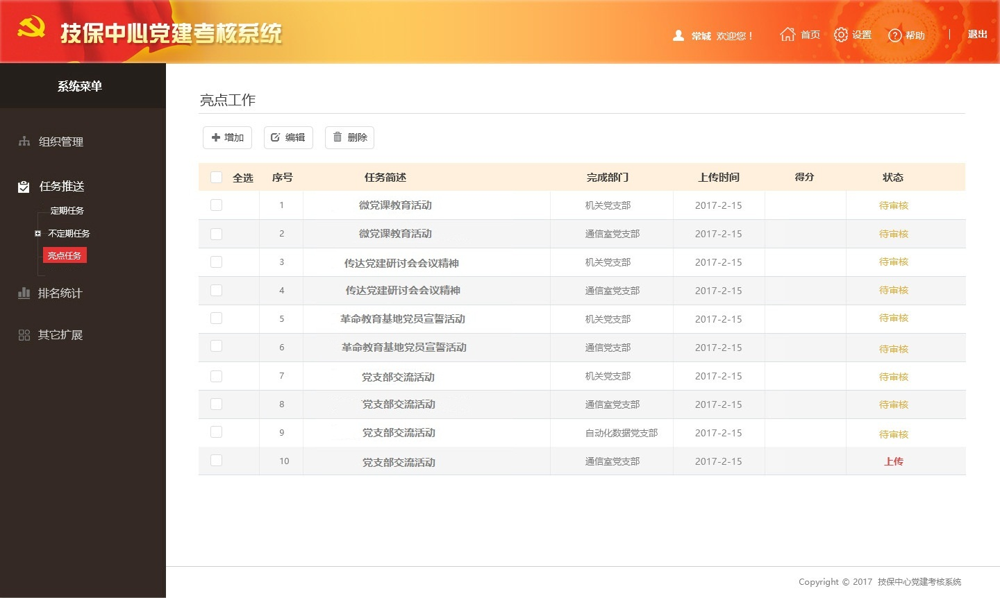 技保中心党建考核系统
常城 欢迎您！ 首页 设置 帮助 退出
系统菜单
组织管理
任务推送
定期任务
不定期任务
亮点任务
排名统计
其它扩展
亮点工作
增加 编辑 删除
全选 序号 任务简述 完成部门 上传时间 得分 状态
1 微党课教育活动 机关党支部 2017-2-15 待审核
2 微党课教育活动 通信室党支部 2017-2-15 待审核
3 传达党建研讨会会议精神 机关党支部 2017-2-15 待审核
4 传达党建研讨会会议精神 通信室党支部 2017-2-15 待审核
5 革命教育基地党员宣誓活动 机关党支部 2017-2-15 待审核
6 革命教育基地党员宣誓活动 通信党支部 2017-2-15 待审核
7 党支部交流活动 机关党支部 2017-2-15 待审核
8 党支部交流活动 通信室党支部 2017-2-15 待审核
9 党支部交流活动 自动化数据党支部 2017-2-15 待审核
10 党支部交流活动 通信室党支部 2017-2-15 上传
Copyright © 2017 技保中心党建考核系统